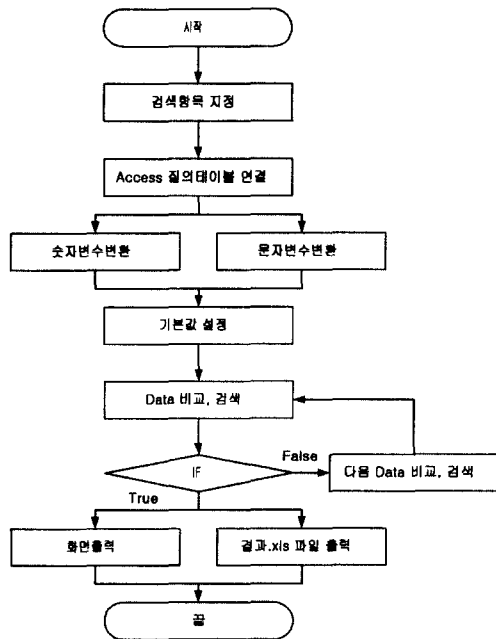 시작
검색항목 지정
Access 질의테이블 연결
숫자변수변환
문자변수변환
기본값 설정
Data 비교, 검색
IF
False
다음 Data 비교, 검색
True
화면출력
결과.xls 파일 출력
끝